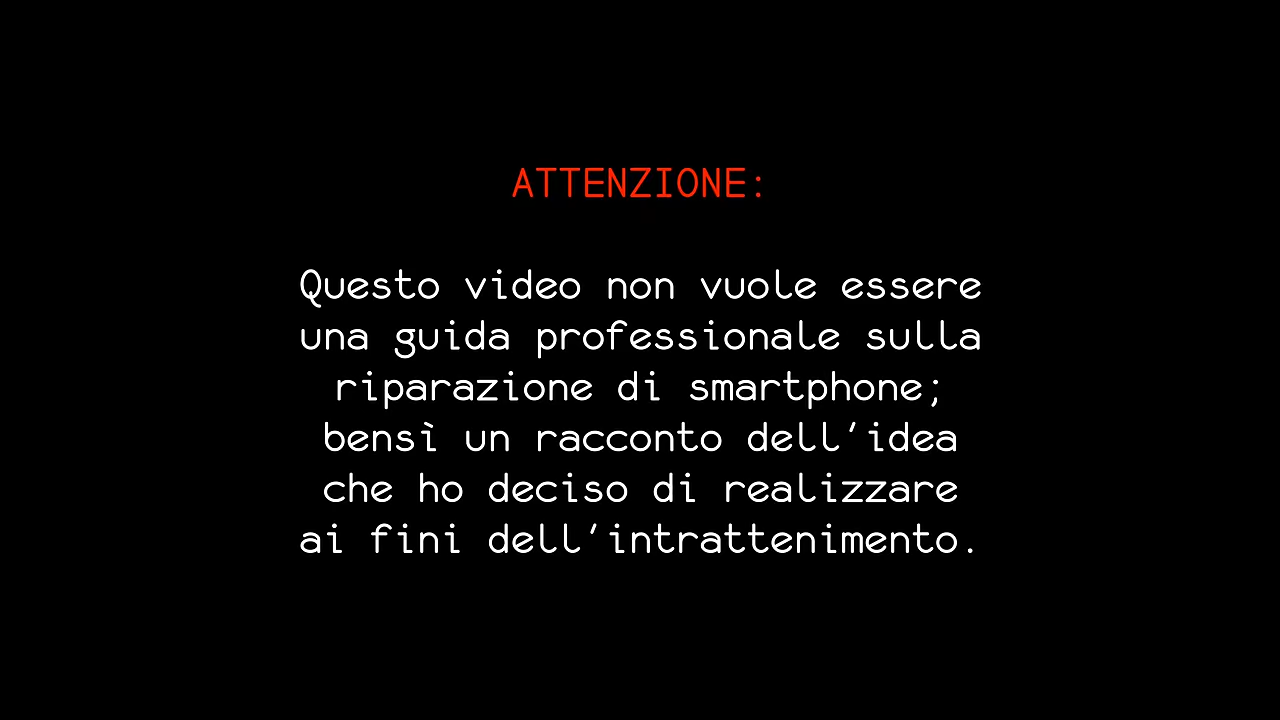 ATTENZIONE:
Questo video non vuole essere
una guida professionale sulla
riparazione di smartphone;
bensì un racconto dell'idea
che ho deciso di realizzare
ai fini dell'intrattenimento.